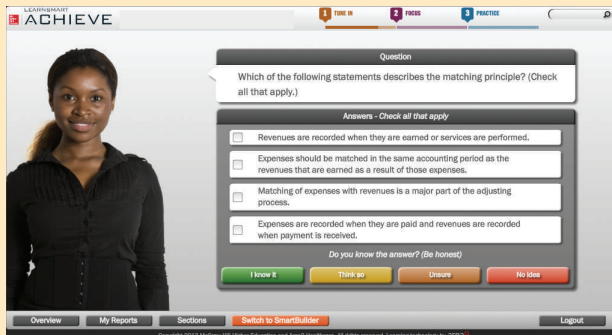 LEARNSMART
ACHIEVE
1 TUNE IN
2 FOCUS
3 PRACTICE
Question
Which of the following statements describes the matching principle? (Check
all that apply.)
Answers - Check all that apply
Revenues are recorded when they are earned or services are performed.
Expenses should be matched in the same accounting period as the
revenues that are earned as a result of those expenses.
Matching of expenses with revenues is a major part of the adjusting
process.
Expenses are recorded when they are paid and revenues are recorded
when payment is received.
Do you know the answer? (Be honest)
I know it
Think so
Unsure
No idea
Overview
My Reports
Sections
Switch to SmartBuilder
Logout